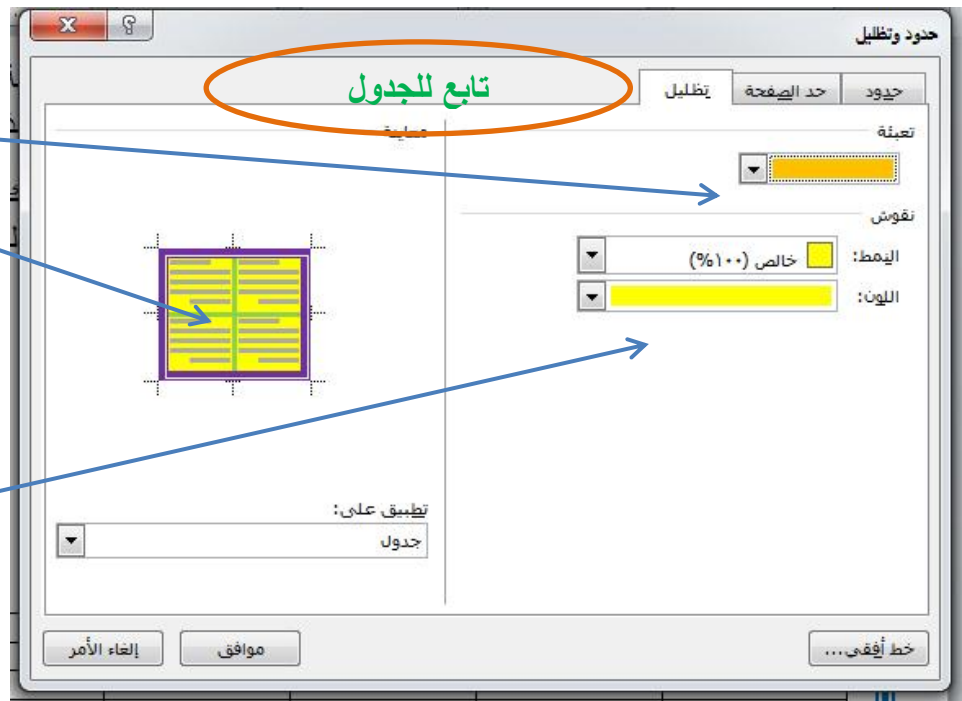 حدود وتظليل
تابع للجدول
حدود
حد الصفحة
تظليل
تعبئة
معاينة
نقوش
النمط:
خالص (١٠٠%)
اللون:
تطبيق على:
جدول
خط أفقي...
موافق
إلغاء الأمر